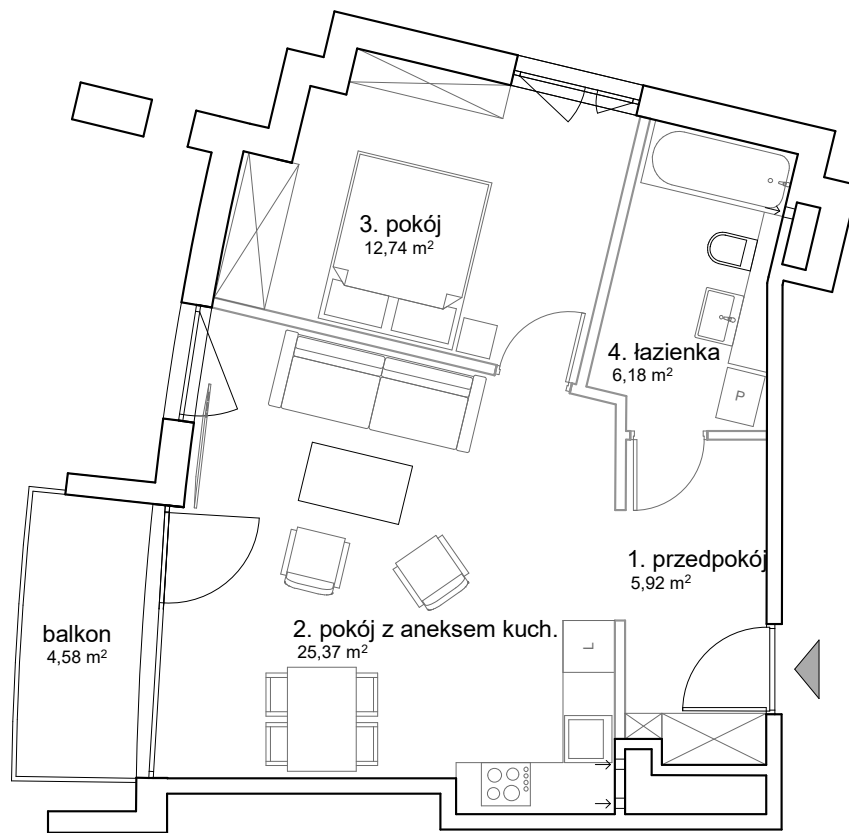 3. pokój
12,74 m²
4. łazienka
6,18 m²
P
1. przedpokój
5,92 m²
balkon
4,58 m²
2. pokój z aneksem kuch.
25,37 m²
L